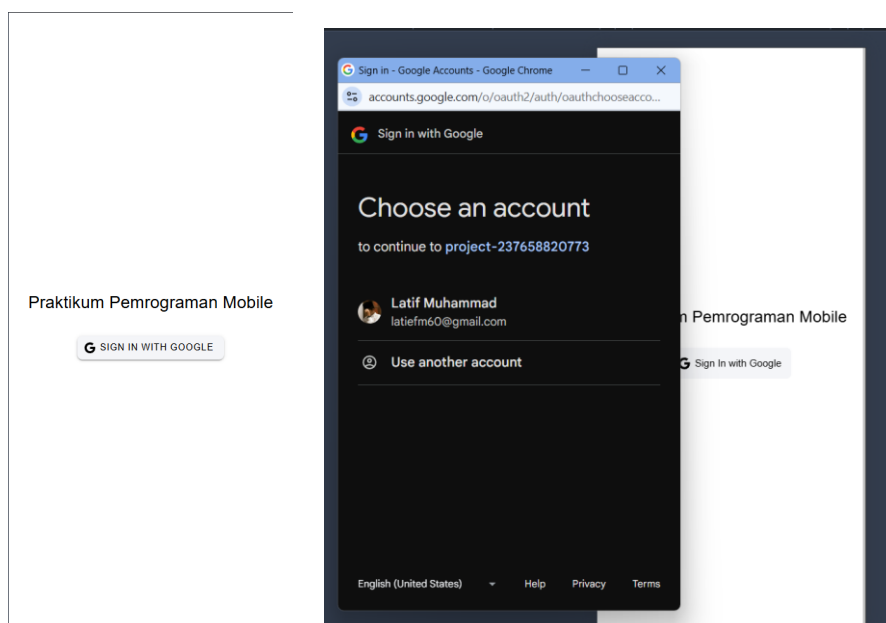 Praktikum Pemrograman Mobile
SIGN IN WITH GOOGLE
Sign in - Google Accounts - Google Chrome
accounts.google.com/o/oauth2/auth/oauthchooseacco...
Sign in with Google
Choose an account
to continue to project-237658820773
Latif Muhammad
latiefm60@gmail.com
Use another account
English (United States)
Help
Privacy
Terms
Pemrograman Mobile
Sign In with Google